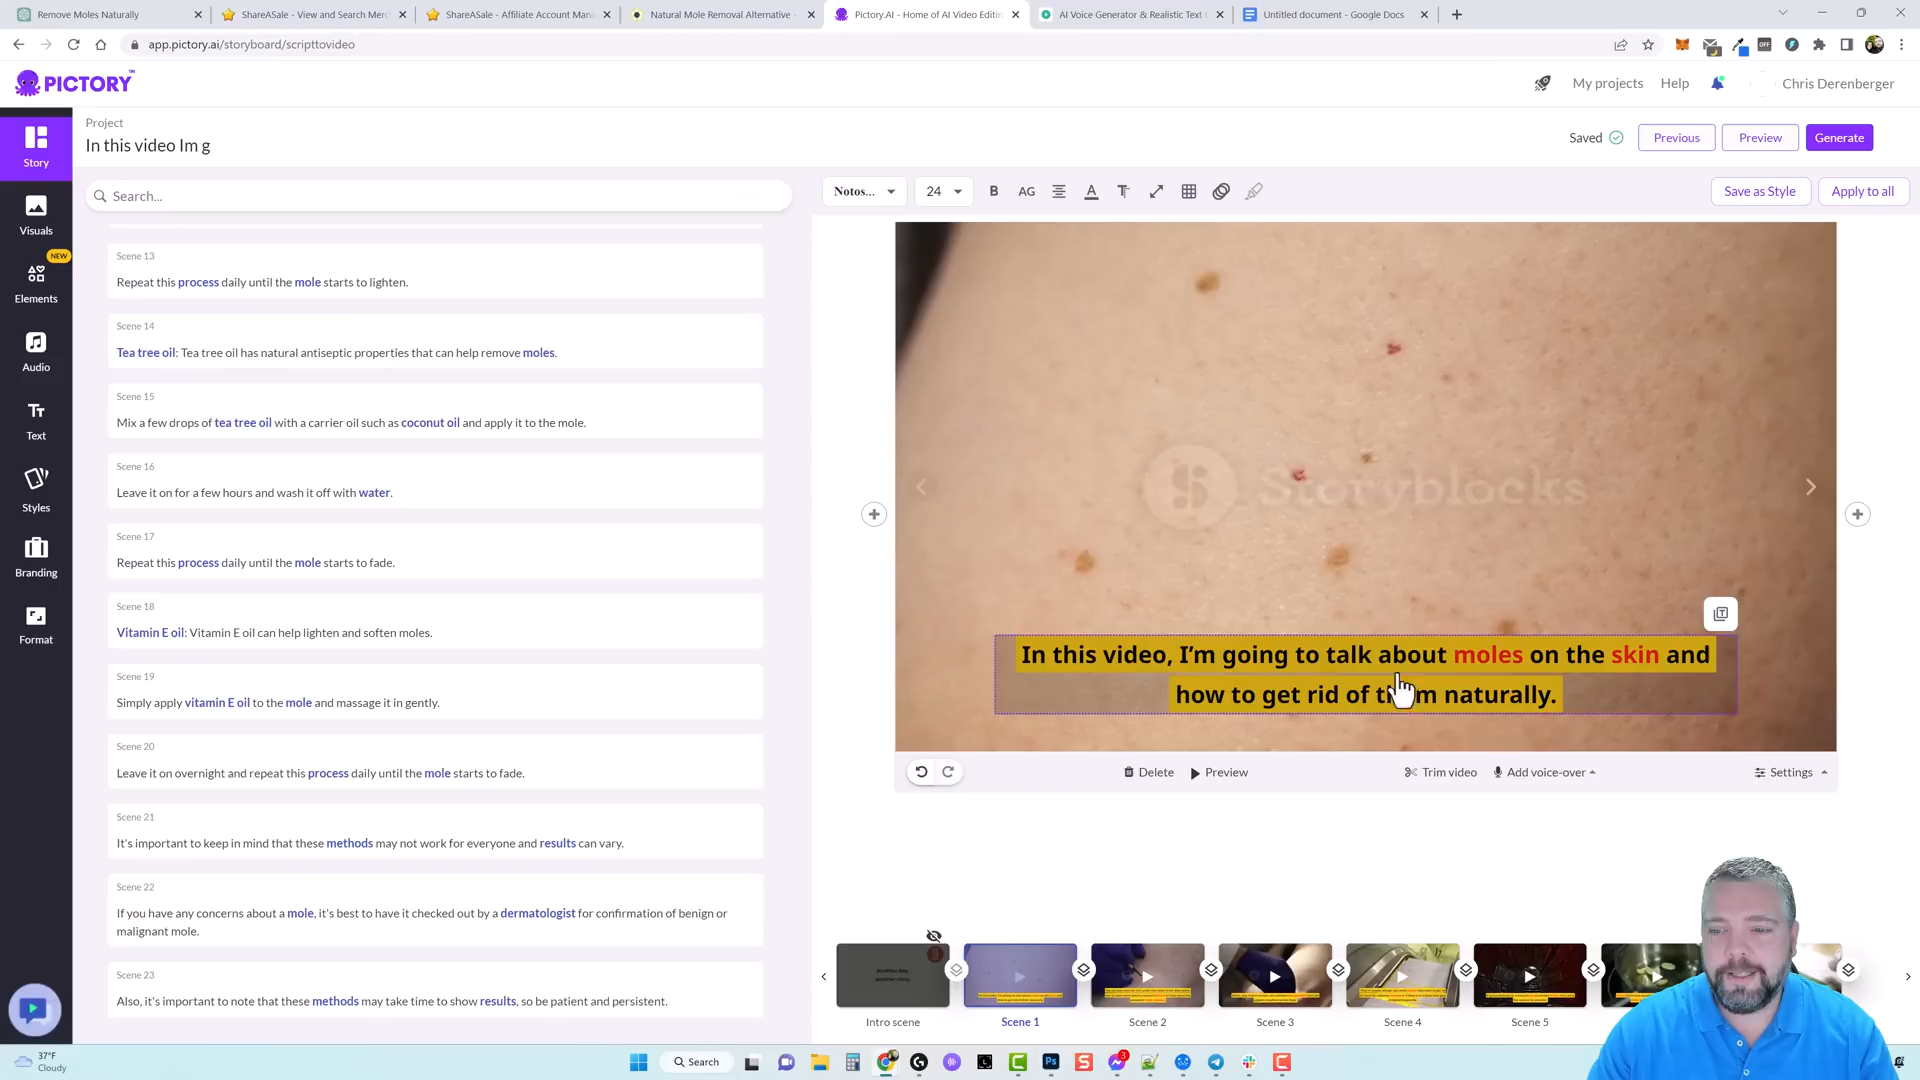 Remove Moles Naturally
ShareASale - View and Search Merc
ShareASale - Affiliate Account Mana
Natural Mole Removal Alternative -
Pictory.AI - Home of AI Video Editin
AI Voice Generator & Realistic Text
Untitled document - Google Docs
app.pictory.ai/storyboard/scripttovideo
OFF
PICTORY
My projects
Help
Chris Derenberger
Project
In this video Im g
Saved
Previous
Preview
Generate
Story
Visuals
NEW
Elements
Audio
Text
Styles
Branding
Format
Search...
Notos...
24
B
AG
Save as Style
Apply to all
Scene 13
Repeat this process daily until the mole starts to lighten.
Scene 14
Tea tree oil: Tea tree oil has natural antiseptic properties that can help remove moles.
Scene 15
Mix a few drops of tea tree oil with a carrier oil such as coconut oil and apply it to the mole.
Scene 16
Leave it on for a few hours and wash it off with water.
Scene 17
Repeat this process daily until the mole starts to fade.
Scene 18
Vitamin E oil: Vitamin E oil can help lighten and soften moles.
Scene 19
Simply apply vitamin E oil to the mole and massage it in gently.
Scene 20
Leave it on overnight and repeat this process daily until the mole starts to fade.
Scene 21
It's important to keep in mind that these methods may not work for everyone and results can vary.
Scene 22
If you have any concerns about a mole, it's best to have it checked out by a dermatologist for confirmation of benign or
malignant mole.
Scene 23
Also, it's important to note that these methods may take time to show results, so be patient and persistent.
Storyblocks
In this video, I'm going to talk about moles on the skin and
how to get rid of them naturally.
Delete
Preview
Trim video
Add voice-over
Settings
Another day,
another story.
Intro scene
Scene 1
Scene 2
Scene 3
Scene 4
Scene 5
37°F
Cloudy
Search
3